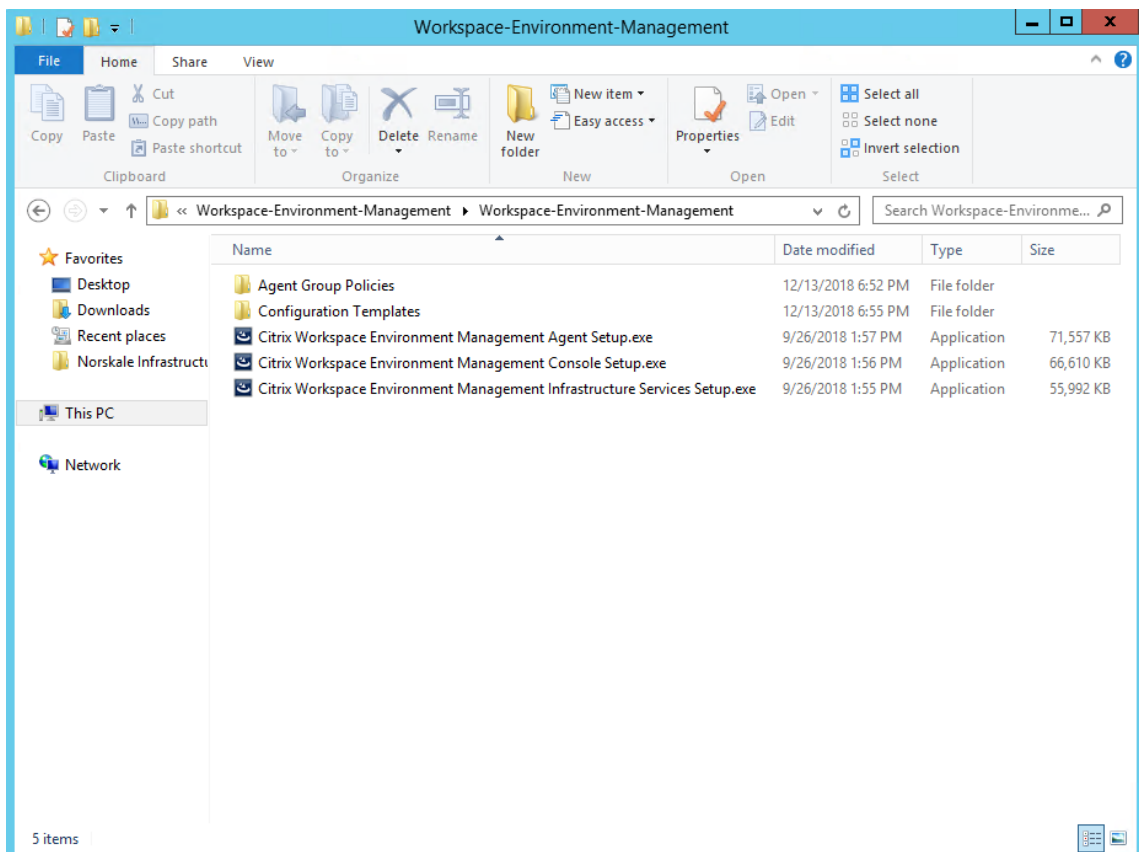 Workspace-Environment-Management
File Home Share View
Copy
Paste
Cut
Copy path
Paste shortcut
Clipboard
Move to
Copy to
Delete
Rename
Organize
New folder
New item
Easy access
New
Properties
Open
Edit
Open
Select all
Select none
Invert selection
Select
« Workspace-Environment-Management Workspace-Environment-Management
Search Workspace-Environme...
Favorites
Desktop
Downloads
Recent places
Norskale Infrastructu
This PC
Network
Name Date modified Type Size
Agent Group Policies 12/13/2018 6:52 PM File folder
Configuration Templates 12/13/2018 6:55 PM File folder
Citrix Workspace Environment Management Agent Setup.exe 9/26/2018 1:57 PM Application 71,557 KB
Citrix Workspace Environment Management Console Setup.exe 9/26/2018 1:56 PM Application 66,610 KB
Citrix Workspace Environment Management Infrastructure Services Setup.exe 9/26/2018 1:55 PM Application 55,992 KB
5 items